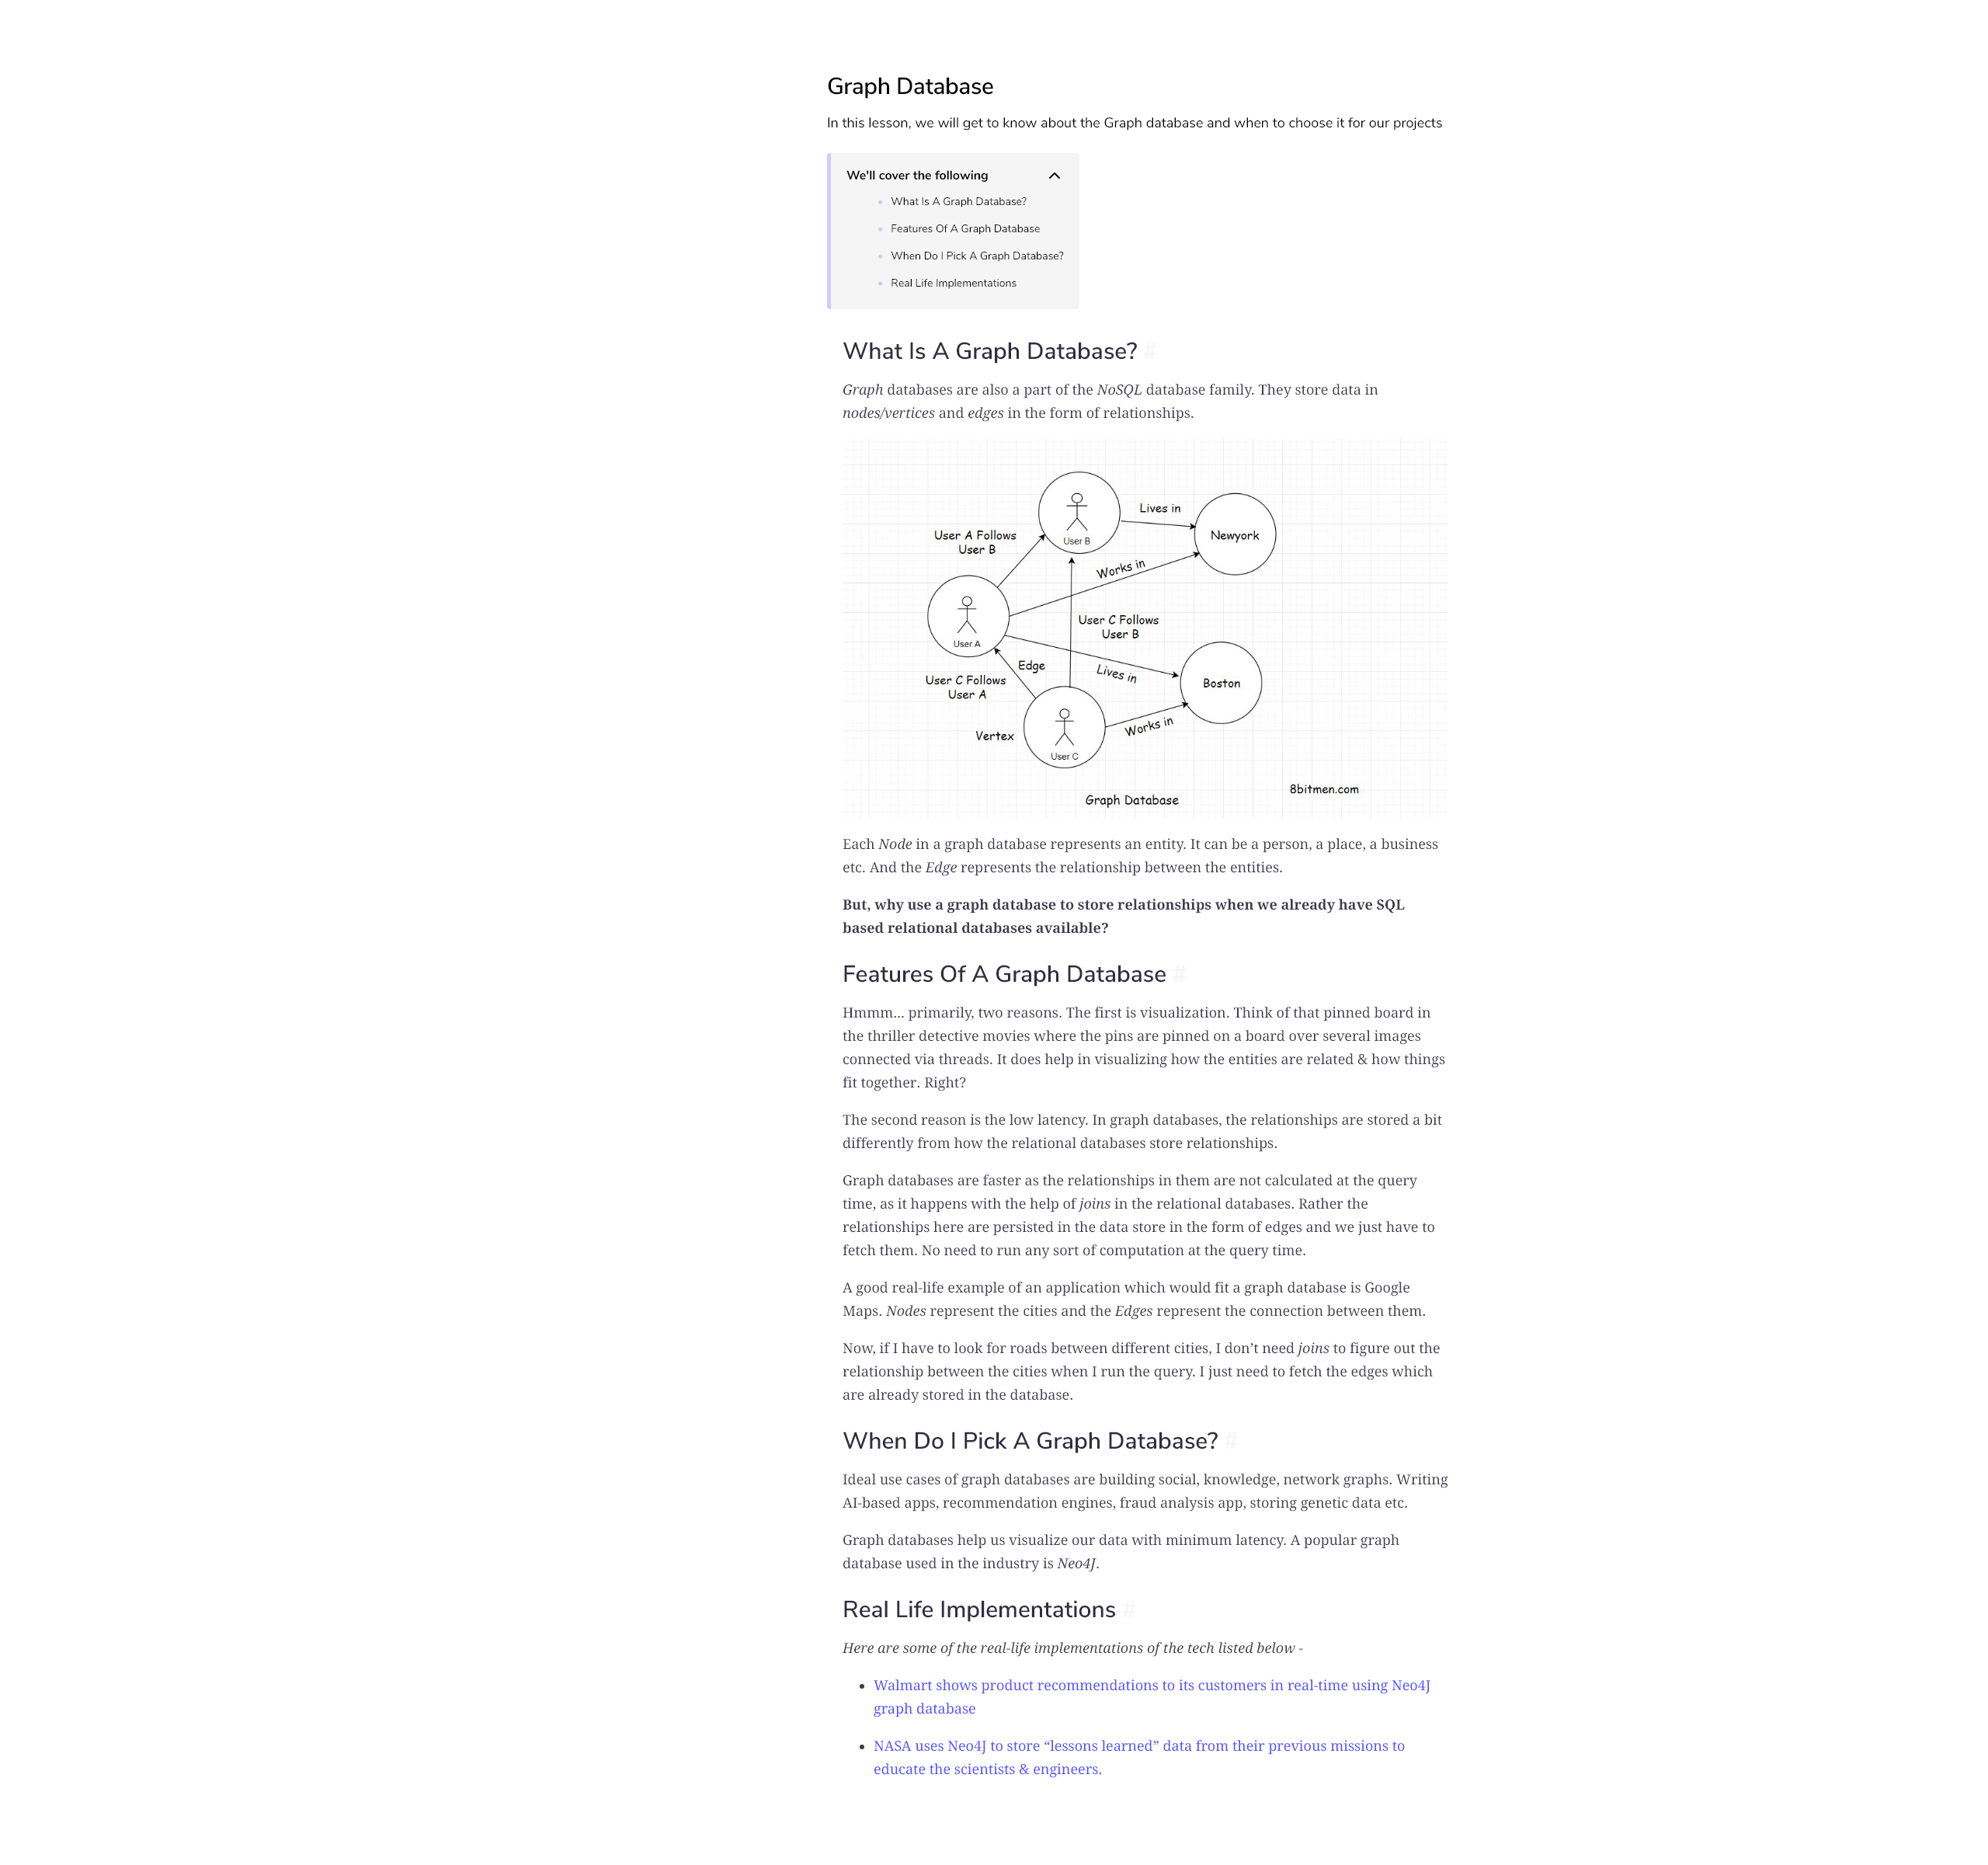 Graph Database
In this lesson, we will get to know about the Graph database and when to choose it for our projects
We'll cover the following
What Is A Graph Database?
Features Of A Graph Database
When Do I Pick A Graph Database?
Real Life Implementations
What Is A Graph Database? #
Graph databases are also a part of the NoSQL database family. They store data in
nodes/vertices and edges in the form of relationships.
User B
Lives in
Newyork
User A Follows
User B
Works in
User A
User C Follows
User B
Edge
Lives in
Boston
User C Follows
User A
Works in
Vertex
User C
8bitmen.com
Graph Database
Each Node in a graph database represents an entity. It can be a person, a place, a business
etc. And the Edge represents the relationship between the entities.
But, why use a graph database to store relationships when we already have SQL
based relational databases available?
Features Of A Graph Database #
Hmmm… primarily, two reasons. The first is visualization. Think of that pinned board in
the thriller detective movies where the pins are pinned on a board over several images
connected via threads. It does help in visualizing how the entities are related & how things
fit together. Right?
The second reason is the low latency. In graph databases, the relationships are stored a bit
differently from how the relational databases store relationships.
Graph databases are faster as the relationships in them are not calculated at the query
time, as it happens with the help of joins in the relational databases. Rather the
relationships here are persisted in the data store in the form of edges and we just have to
fetch them. No need to run any sort of computation at the query time.
A good real-life example of an application which would fit a graph database is Google
Maps. Nodes represent the cities and the Edges represent the connection between them.
Now, if I have to look for roads between different cities, I don’t need joins to figure out the
relationship between the cities when I run the query. I just need to fetch the edges which
are already stored in the database.
When Do I Pick A Graph Database? #
Ideal use cases of graph databases are building social, knowledge, network graphs. Writing
AI-based apps, recommendation engines, fraud analysis app, storing genetic data etc.
Graph databases help us visualize our data with minimum latency. A popular graph
database used in the industry is Neo4J.
Real Life Implementations #
Here are some of the real-life implementations of the tech listed below -
Walmart shows product recommendations to its customers in real-time using Neo4J
graph database
NASA uses Neo4J to store “lessons learned” data from their previous missions to
educate the scientists & engineers.